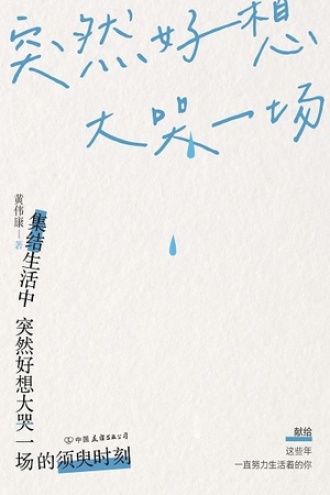 突然好想
大哭一场
黄伟康 著
集结生活中 突然好想大哭一
场的须臾时刻
中国友谊出版公司
献给
这些年
一直努力生活着的你